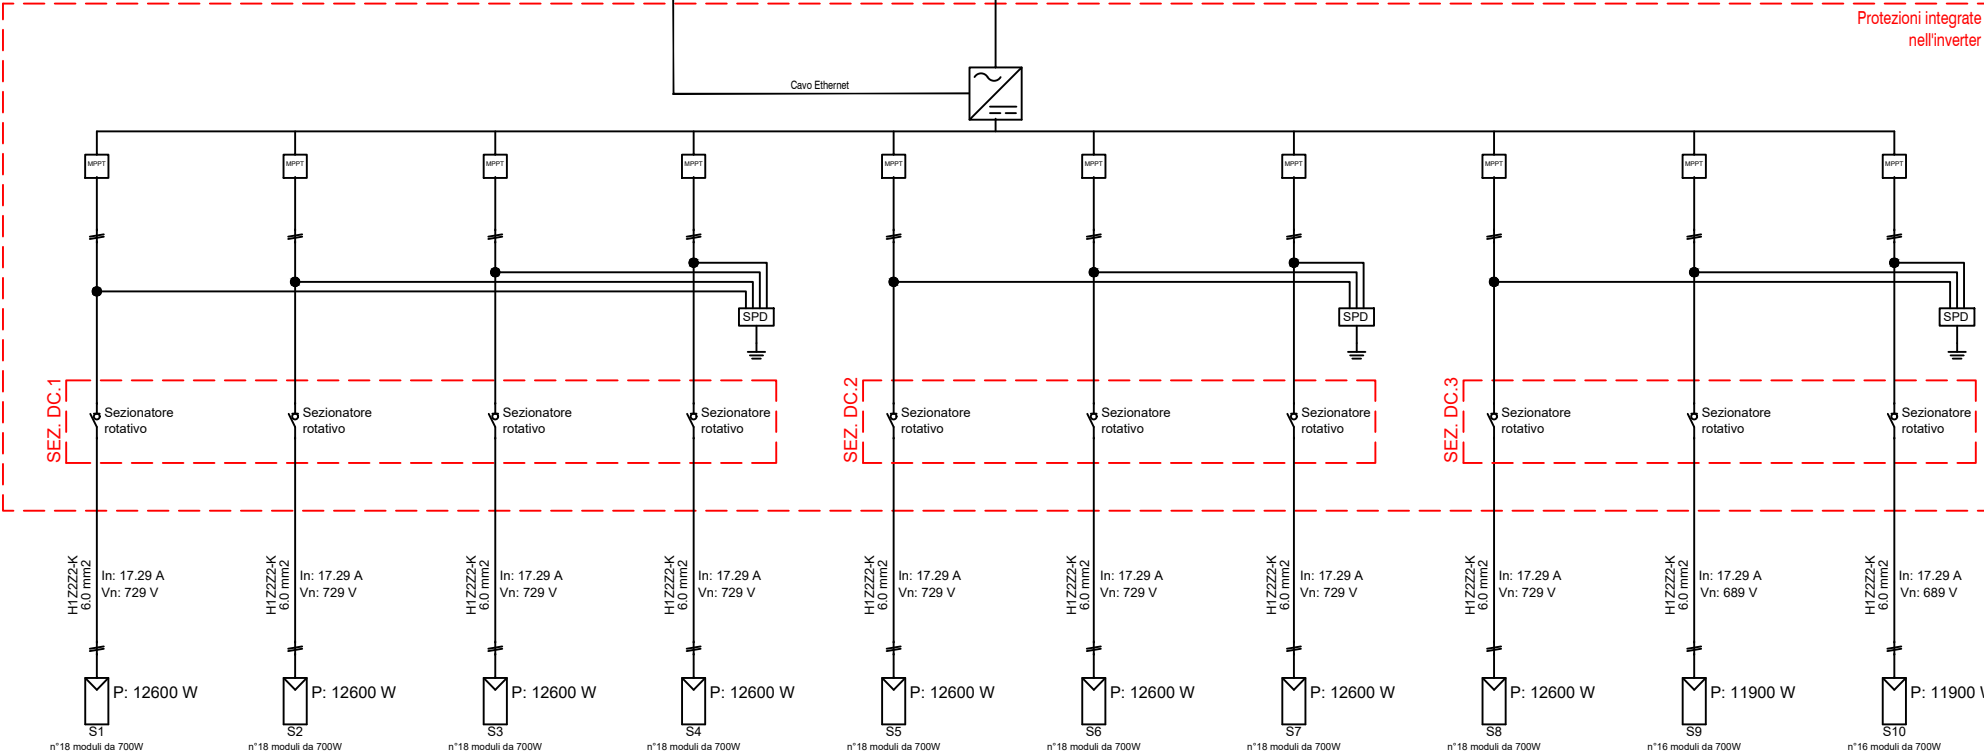 Protezioni integrate
nell'inverter
Cavo Ethernet
MPPT
MPPT
MPPT
MPPT
MPPT
MPPT
MPPT
MPPT
MPPT
MPPT
SPD
SPD
SPD
SEZ. DC.1
Sezionatore
rotativo
Sezionatore
rotativo
Sezionatore
rotativo
Sezionatore
rotativo
SEZ. DC.2
Sezionatore
rotativo
Sezionatore
rotativo
Sezionatore
rotativo
SEZ. DC.3
Sezionatore
rotativo
Sezionatore
rotativo
Sezionatore
rotativo
H1Z2Z2-K
6.0 mm2
In: 17.29 A
Vn: 729 V
H1Z2Z2-K
6.0 mm2
In: 17.29 A
Vn: 729 V
H1Z2Z2-K
6.0 mm2
In: 17.29 A
Vn: 729 V
H1Z2Z2-K
6.0 mm2
In: 17.29 A
Vn: 729 V
H1Z2Z2-K
6.0 mm2
In: 17.29 A
Vn: 729 V
H1Z2Z2-K
6.0 mm2
In: 17.29 A
Vn: 729 V
H1Z2Z2-K
6.0 mm2
In: 17.29 A
Vn: 729 V
H1Z2Z2-K
6.0 mm2
In: 17.29 A
Vn: 729 V
H1Z2Z2-K
6.0 mm2
In: 17.29 A
Vn: 689 V
H1Z2Z2-K
6.0 mm2
In: 17.29 A
Vn: 689 V
P: 12600 W
S1
n°18 moduli da 700W
P: 12600 W
S2
n°18 moduli da 700W
P: 12600 W
S3
n°18 moduli da 700W
P: 12600 W
S4
n°18 moduli da 700W
P: 12600 W
S5
n°18 moduli da 700W
P: 12600 W
S6
n°18 moduli da 700W
P: 12600 W
S7
n°18 moduli da 700W
P: 12600 W
S8
n°18 moduli da 700W
P: 11900 W
S9
n°16 moduli da 700W
P: 11900 W
S10
n°16 moduli da 700W